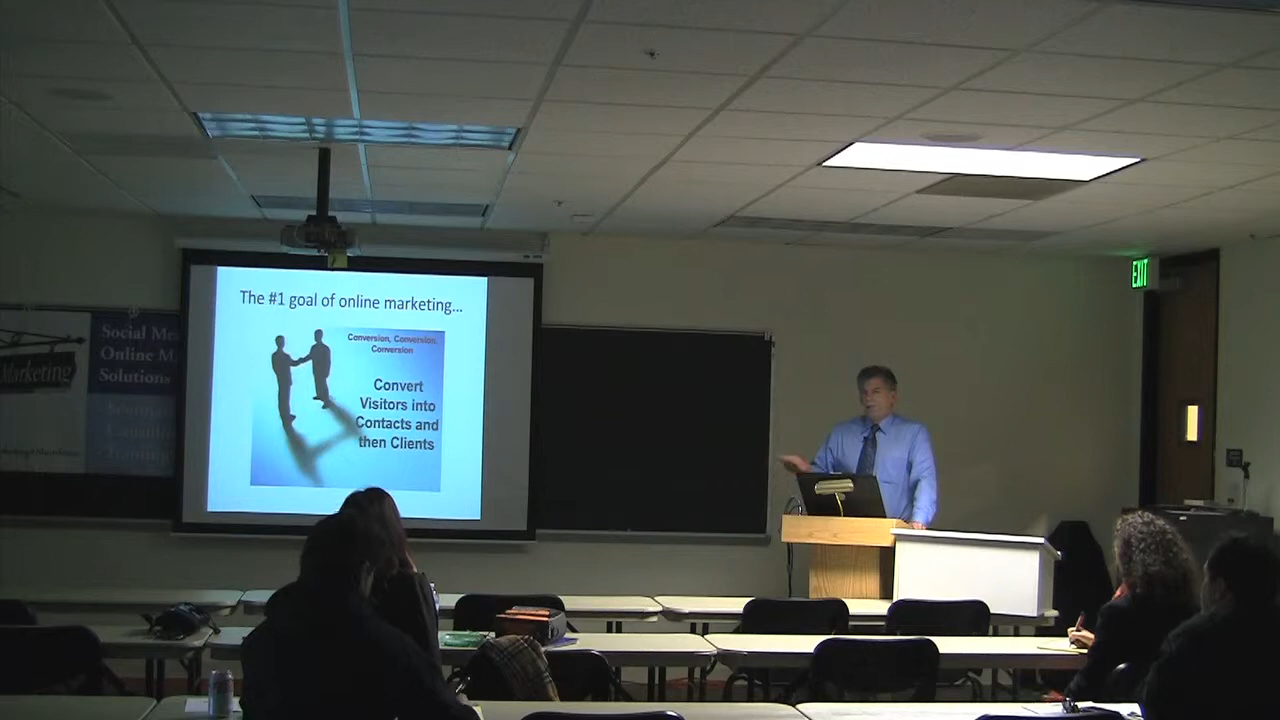 The #1 goal of online marketing...
Conversion, Conversion,
Conversion
Convert
Visitors into
Contacts and
then Clients
Marketing
Social Me
Online M
Solutions
EXIT